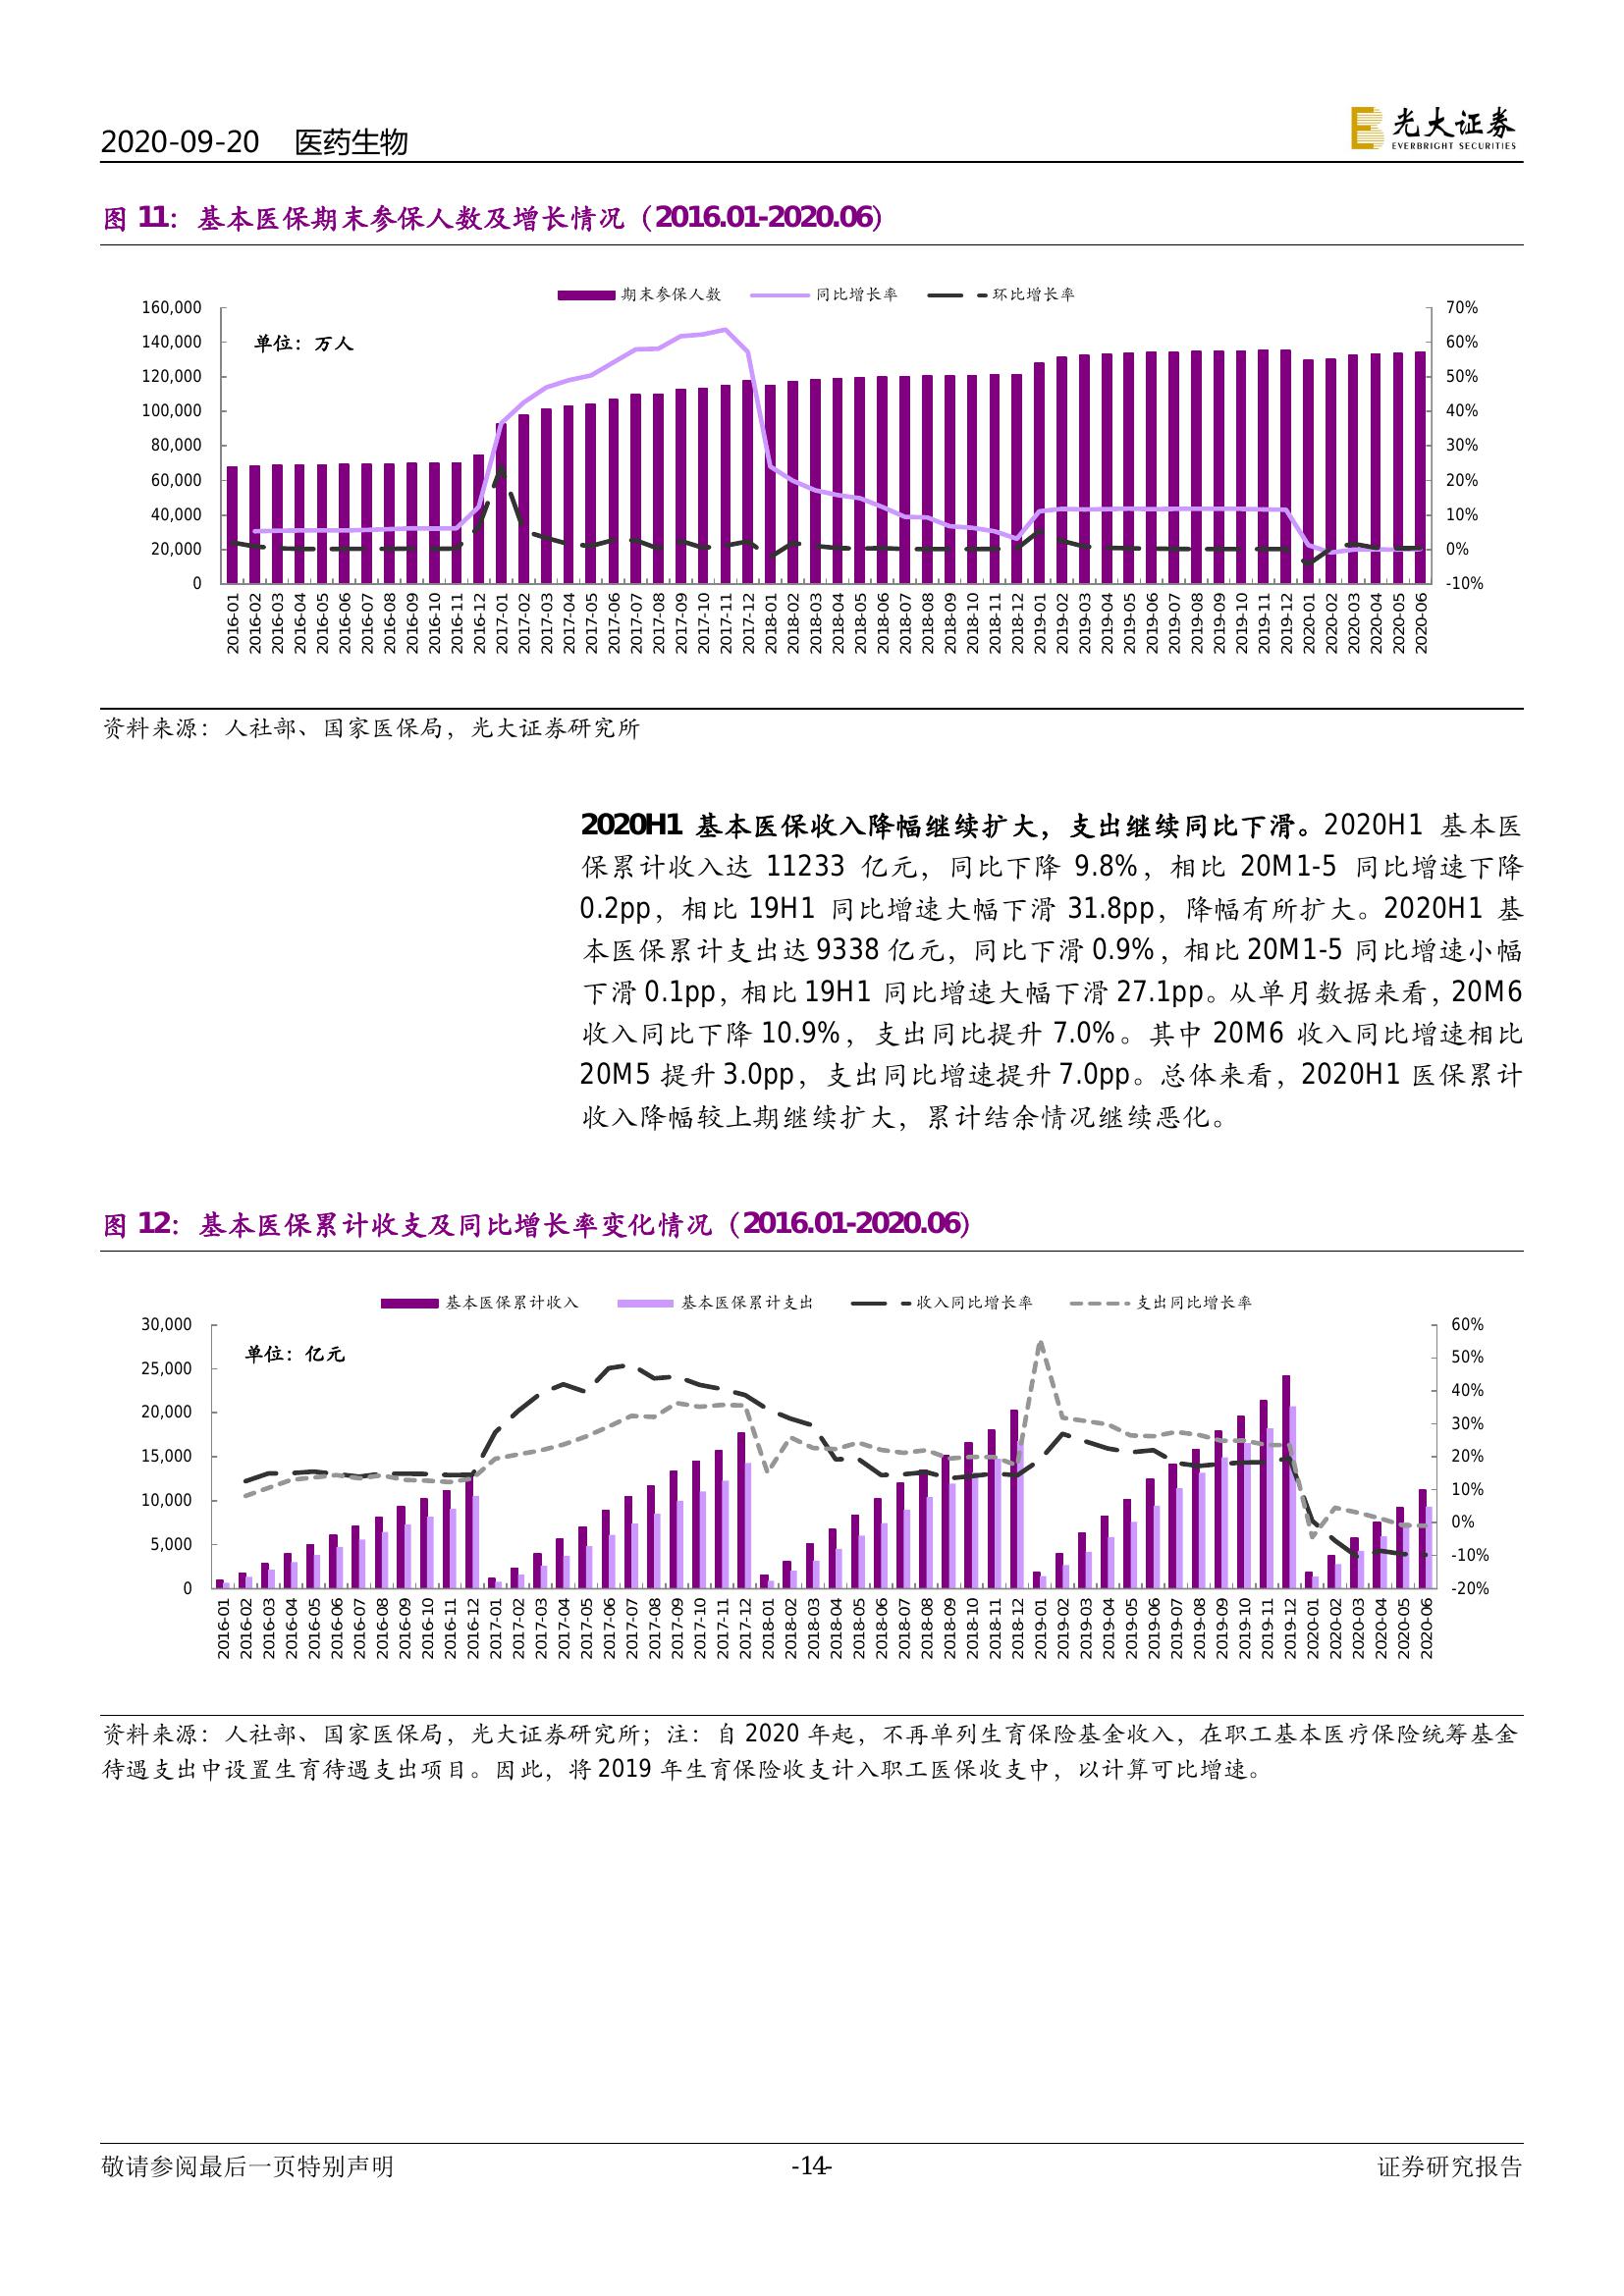 2020-09-20 医药生物
光大证券
EVERBRIGHT SECURITIES
图 11：基本医保期末参保人数及增长情况（2016.01-2020.06）
期末参保人数 同比增长率 环比增长率
单位：万人
160,000
140,000
120,000
100,000
80,000
60,000
40,000
20,000
0
70%
60%
50%
40%
30%
20%
10%
0%
-10%
2016-01 2016-02 2016-03 2016-04 2016-05 2016-06 2016-07 2016-08 2016-09 2016-10 2016-11 2016-12 2017-01 2017-02 2017-03 2017-04 2017-05 2017-06 2017-07 2017-08 2017-09 2017-10 2017-11 2017-12 2018-01 2018-02 2018-03 2018-04 2018-05 2018-06 2018-07 2018-08 2018-09 2018-10 2018-11 2018-12 2019-01 2019-02 2019-03 2019-04 2019-05 2019-06 2019-07 2019-08 2019-09 2019-10 2019-11 2019-12 2020-01 2020-02 2020-03 2020-04 2020-05 2020-06
资料来源：人社部、国家医保局，光大证券研究所
2020H1 基本医保收入降幅继续扩大，支出继续同比下滑。2020H1 基本医
保累计收入达 11233 亿元，同比下降 9.8%，相比 20M1-5 同比增速下降
0.2pp，相比 19H1 同比增速大幅下滑 31.8pp，降幅有所扩大。2020H1 基
本医保累计支出达 9338 亿元，同比下滑 0.9%，相比 20M1-5 同比增速小幅
下滑 0.1pp，相比 19H1 同比增速大幅下滑 27.1pp。从单月数据来看，20M6
收入同比下降 10.9%，支出同比提升 7.0%。其中 20M6 收入同比增速相比
20M5 提升 3.0pp，支出同比增速提升 7.0pp。总体来看，2020H1 医保累计
收入降幅较上期继续扩大，累计结余情况继续恶化。
图 12：基本医保累计收支及同比增长率变化情况（2016.01-2020.06）
基本医保累计收入 基本医保累计支出 收入同比增长率 支出同比增长率
单位：亿元
30,000
25,000
20,000
15,000
10,000
5,000
0
60%
50%
40%
30%
20%
10%
0%
-10%
-20%
2016-01 2016-02 2016-03 2016-04 2016-05 2016-06 2016-07 2016-08 2016-09 2016-10 2016-11 2016-12 2017-01 2017-02 2017-03 2017-04 2017-05 2017-06 2017-07 2017-08 2017-09 2017-10 2017-11 2017-12 2018-01 2018-02 2018-03 2018-04 2018-05 2018-06 2018-07 2018-08 2018-09 2018-10 2018-11 2018-12 2019-01 2019-02 2019-03 2019-04 2019-05 2019-06 2019-07 2019-08 2019-09 2019-10 2019-11 2019-12 2020-01 2020-02 2020-03 2020-04 2020-05 2020-06
资料来源：人社部、国家医保局，光大证券研究所；注：自 2020 年起，不再单列生育保险基金收入，在职工基本医疗保险统筹基金
待遇支出中设置生育待遇支出项目。因此，将 2019 年生育保险收支计入职工医保收支中，以计算可比增速。
敬请参阅最后一页特别声明
-14-
证券研究报告